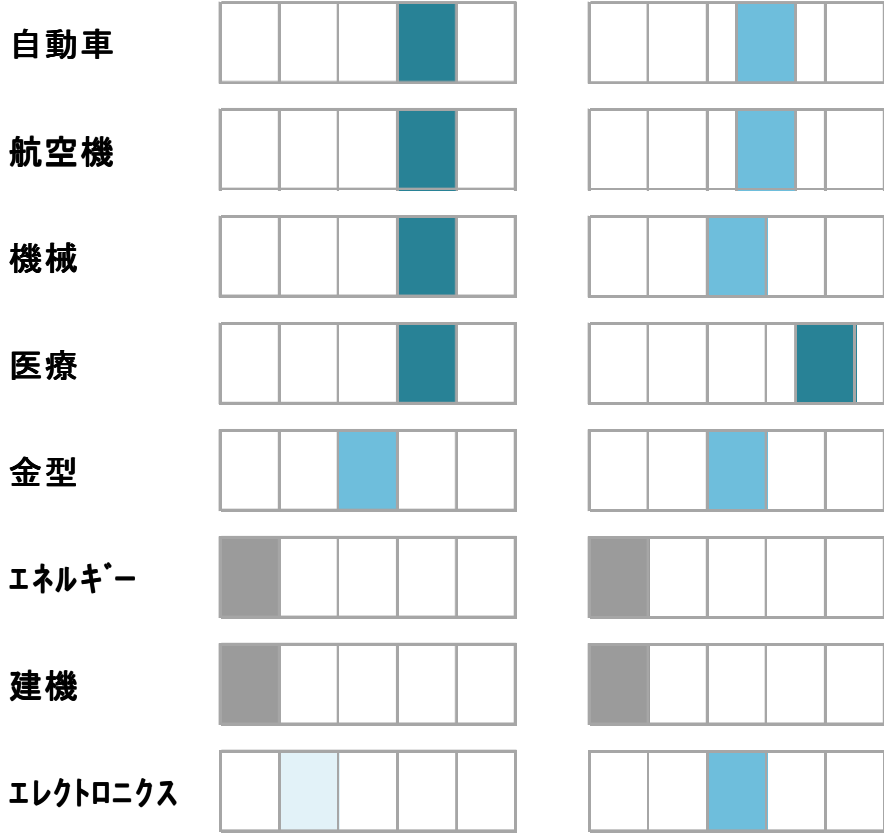 自動車
航空機
機械
医療
金型
ｴﾈﾙｷﾞｰ
建機
ｴﾚｸﾄﾛﾆｸｽ